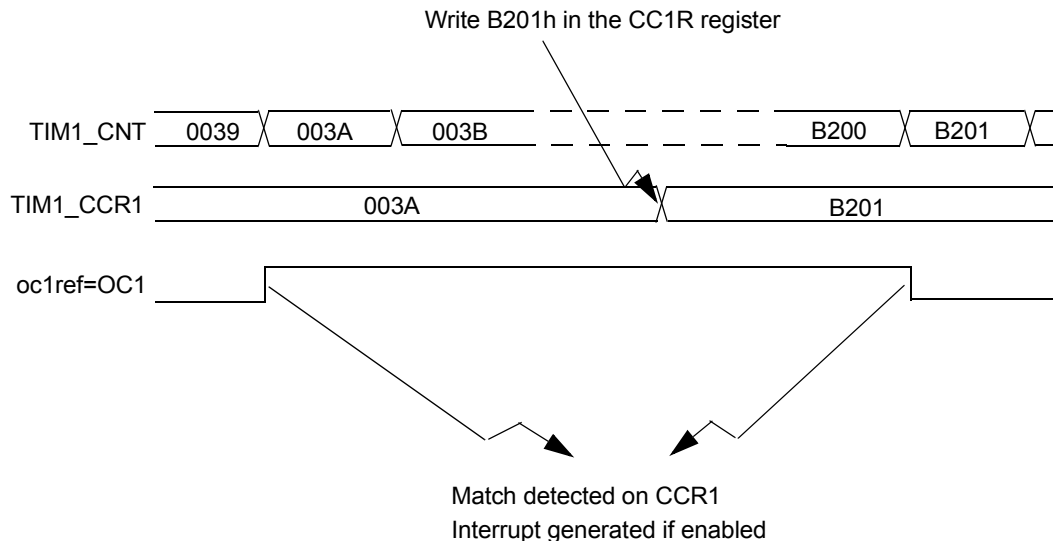 Write B201h in the CC1R register
TIM1_CNT 0039 003A 003B B200 B201
TIM1_CCR1 003A B201
oc1ref=OC1
Match detected on CCR1
Interrupt generated if enabled